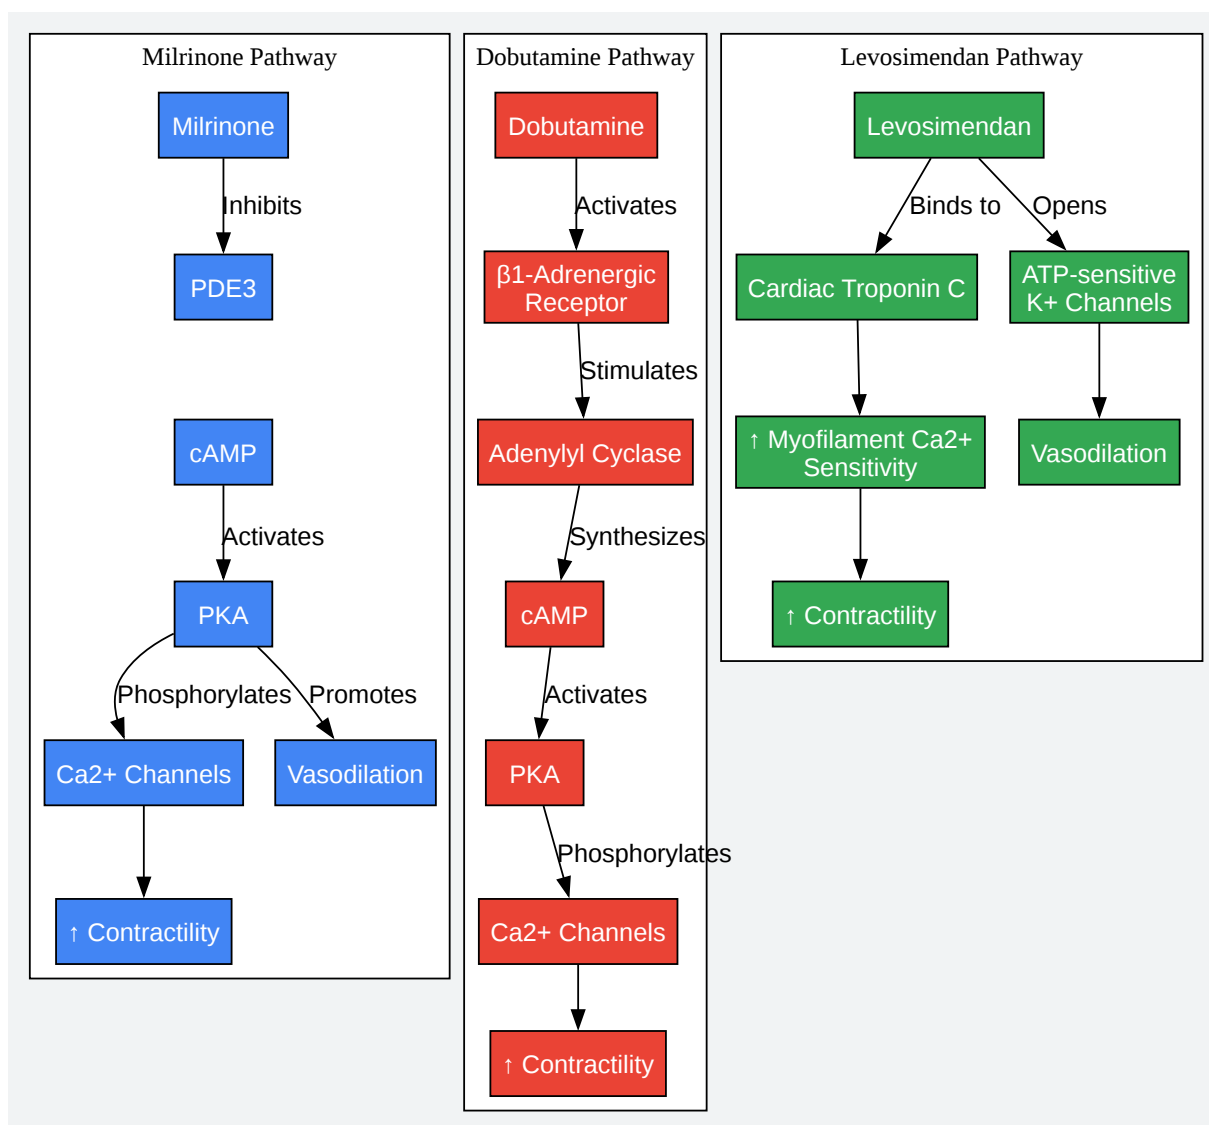 Milrinone Pathway
Milrinone
Inhibits
PDE3
cAMP
Activates
PKA
Phosphorylates
Promotes
Ca2+ Channels
Vasodilation
↑ Contractility
Dobutamine Pathway
Dobutamine
Activates
β1-Adrenergic
Receptor
Stimulates
Adenylyl Cyclase
Synthesizes
cAMP
Activates
PKA
Phosphorylates
Ca2+ Channels
↑ Contractility
Levosimendan Pathway
Levosimendan
Binds to
Opens
Cardiac Troponin C
ATP-sensitive
K+ Channels
↑ Myofilament Ca2+
Sensitivity
Vasodilation
↑ Contractility